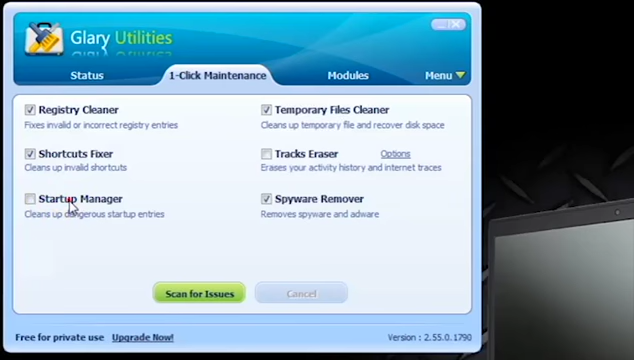 Glary Utilities
Status 1-Click Maintenance Modules Menu
Registry Cleaner
Fixes invalid or incorrect registry entries
Temporary Files Cleaner
Cleans up temporary file and recover disk space
Shortcuts Fixer
Cleans up invalid shortcuts
Tracks Eraser Options
Erases your activity history and internet traces
Startup Manager
Cleans up dangerous startup entries
Spyware Remover
Removes spyware and adware
Scan for Issues Cancel
Free for private use Upgrade Now! Version : 2.55.0.1790